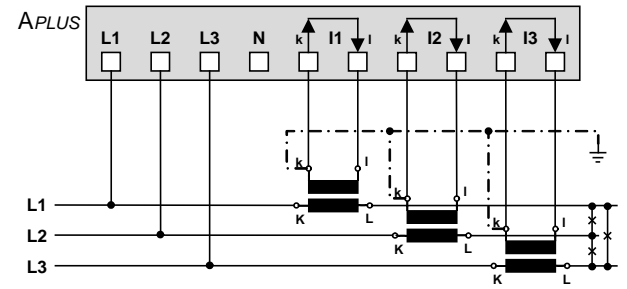 APLUS
L1 L2 L3 N k I1 l k I2 l k I3 l
k l
k l
k l
L1 K L
L2 K L
L3 K L